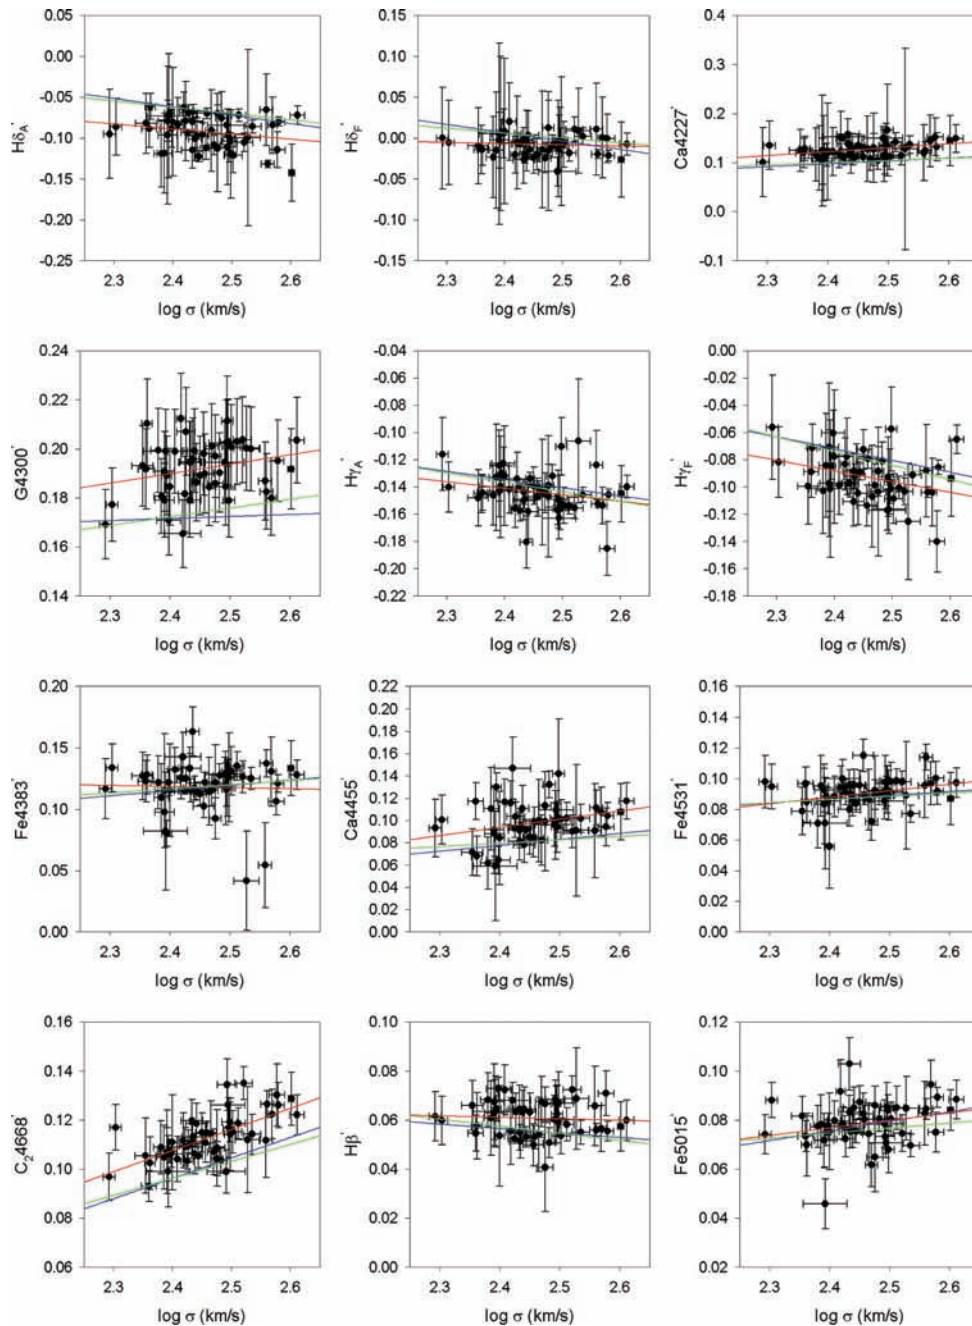 0.05
0.00
-0.05
-0.10
-0.15
-0.20
-0.25
HδA'
2.3 2.4 2.5 2.6
log σ (km/s)
0.15
0.10
0.05
0.00
-0.05
-0.10
-0.15
HδF'
2.3 2.4 2.5 2.6
log σ (km/s)
0.4
0.3
0.2
0.1
0.0
-0.1
Ca4227'
2.3 2.4 2.5 2.6
log σ (km/s)
0.24
0.22
0.20
0.18
0.16
0.14
G4300'
2.3 2.4 2.5 2.6
log σ (km/s)
-0.04
-0.06
-0.08
-0.10
-0.12
-0.14
-0.16
-0.18
-0.20
-0.22
HγA'
2.3 2.4 2.5 2.6
log σ (km/s)
0.00
-0.02
-0.04
-0.06
-0.08
-0.10
-0.12
-0.14
-0.16
-0.18
HγF'
2.3 2.4 2.5 2.6
log σ (km/s)
0.20
0.15
0.10
0.05
0.00
Fe4383'
2.3 2.4 2.5 2.6
log σ (km/s)
0.22
0.20
0.18
0.16
0.14
0.12
0.10
0.08
0.06
0.04
0.02
0.00
Ca4455'
2.3 2.4 2.5 2.6
log σ (km/s)
0.16
0.14
0.12
0.10
0.08
0.06
0.04
0.02
0.00
Fe4531'
2.3 2.4 2.5 2.6
log σ (km/s)
0.16
0.14
0.12
0.10
0.08
0.06
C₂4668'
2.3 2.4 2.5 2.6
log σ (km/s)
0.10
0.08
0.06
0.04
0.02
0.00
Hβ'
2.3 2.4 2.5 2.6
log σ (km/s)
0.12
0.10
0.08
0.06
0.04
0.02
Fe5015'
2.3 2.4 2.5 2.6
log σ (km/s)